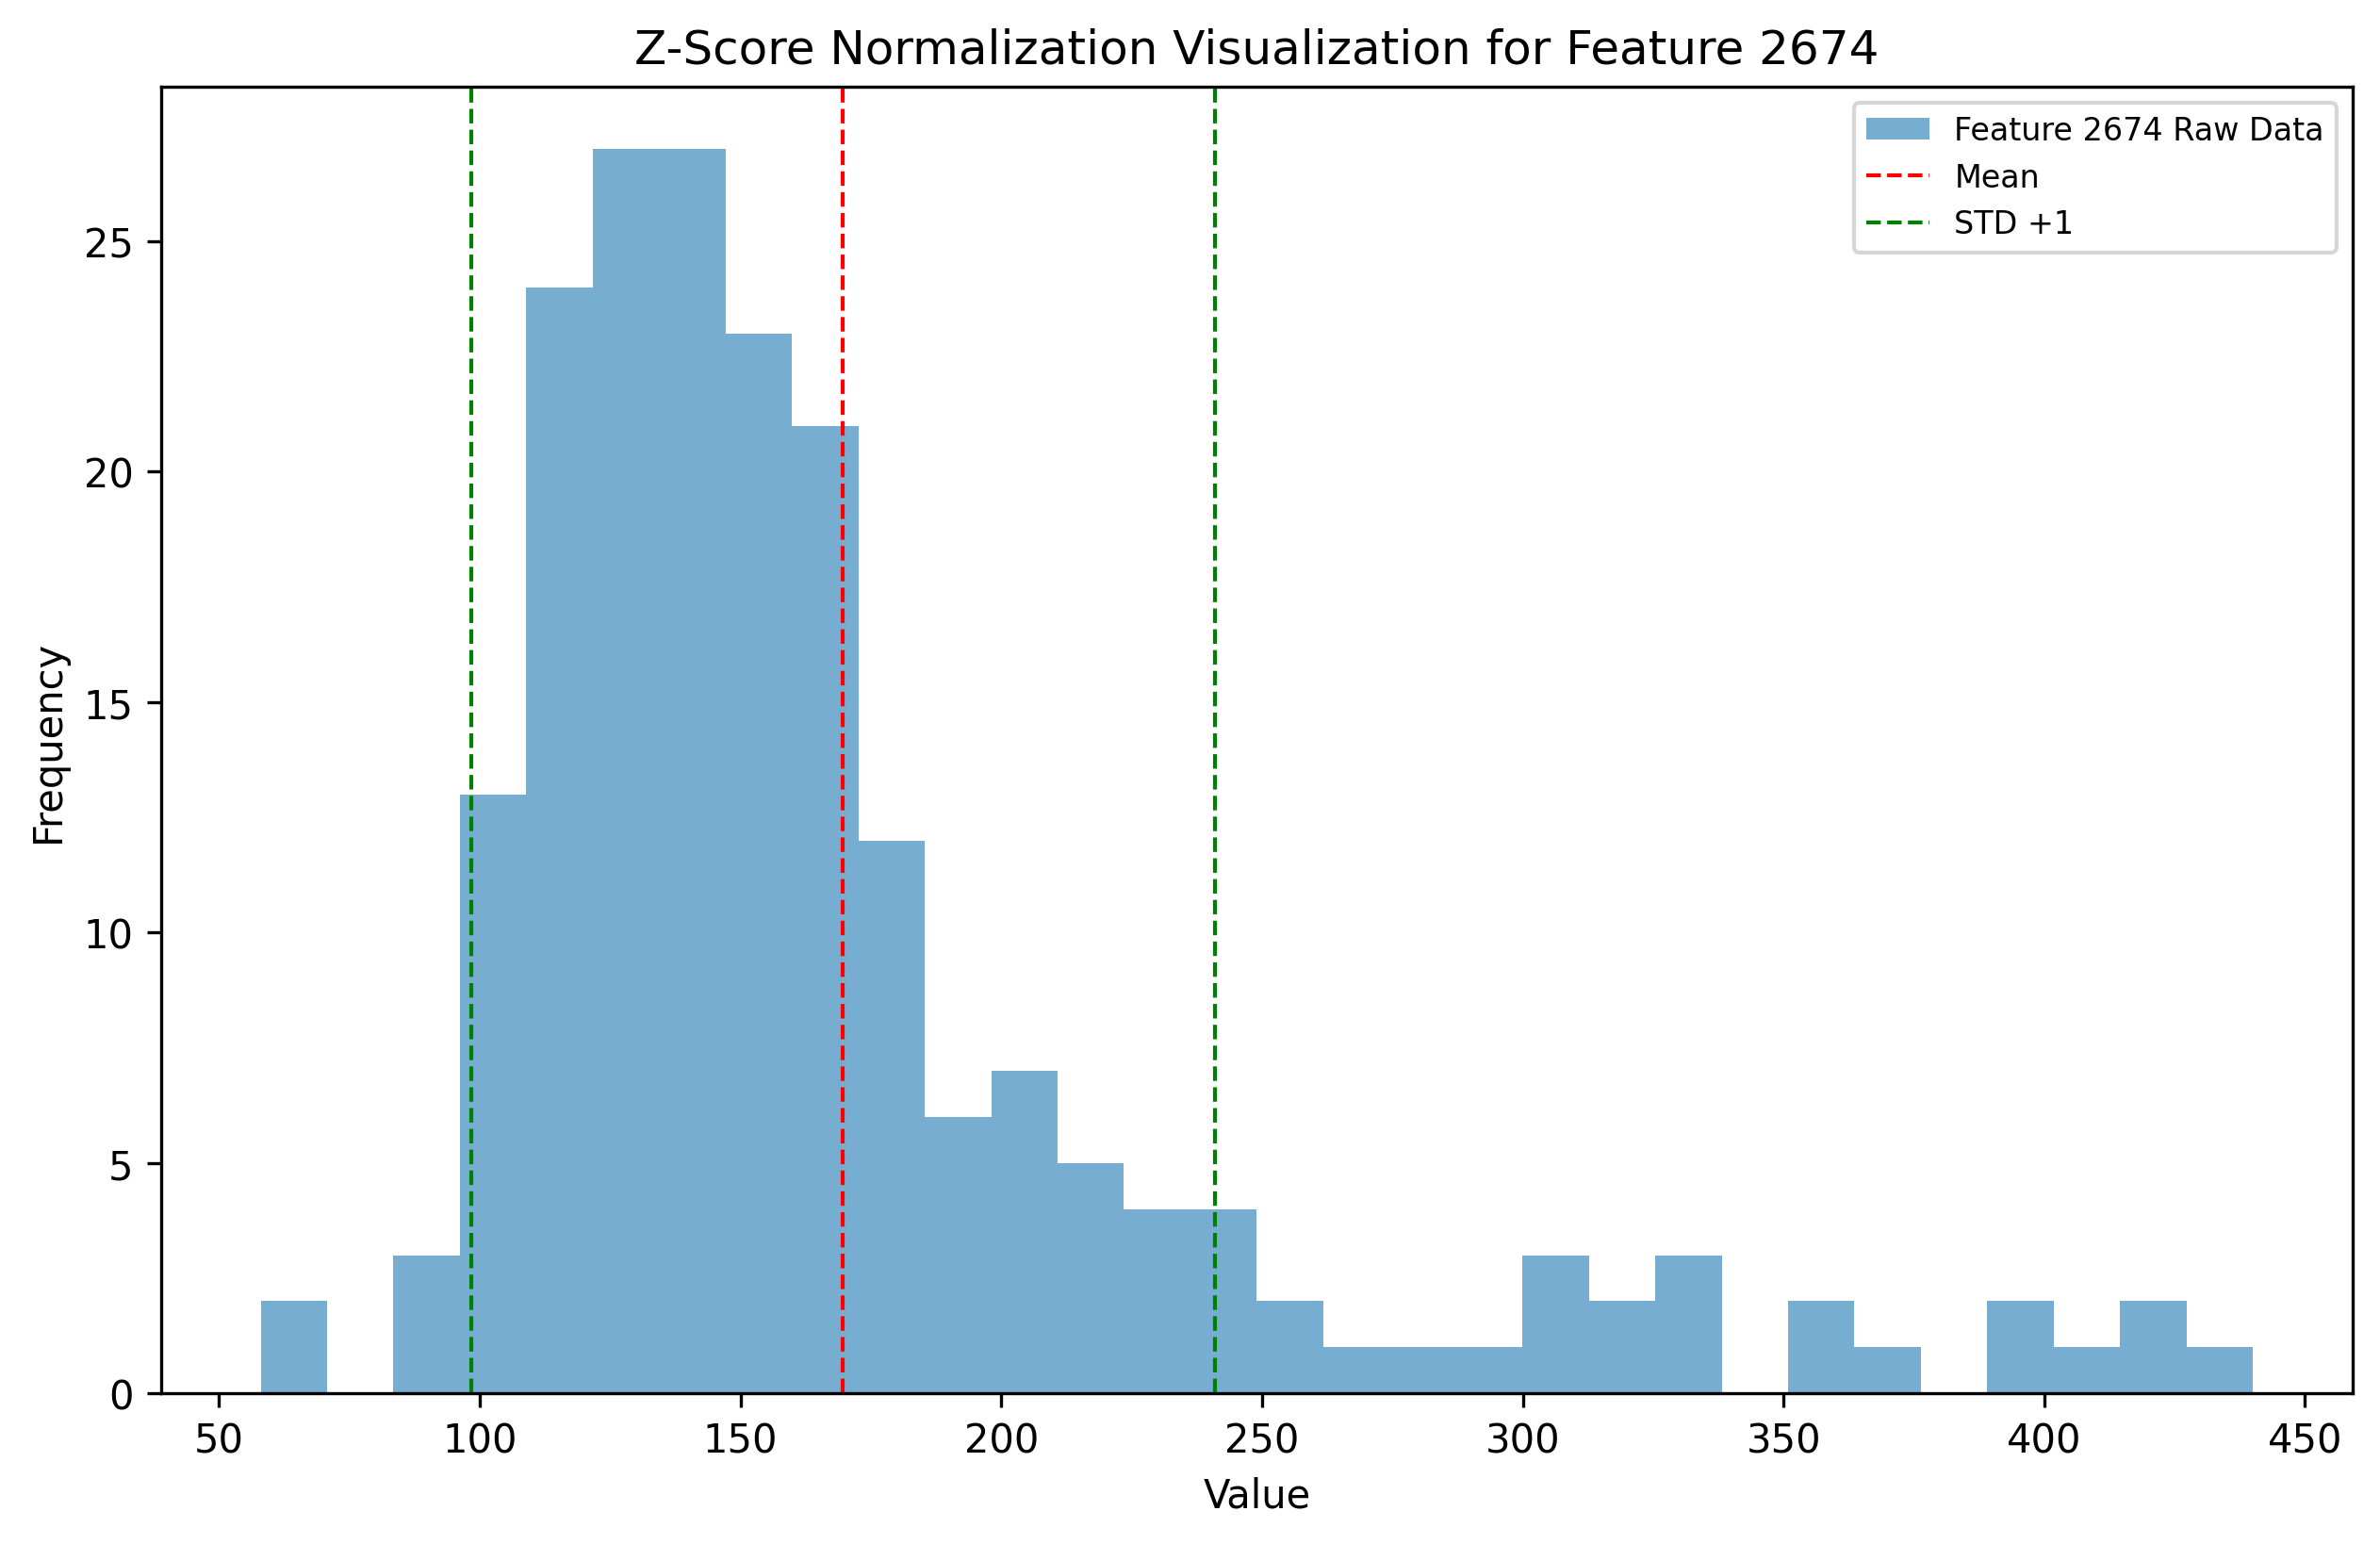 Z-Score Normalization Visualization for Feature 2674
Feature 2674 Raw Data
Mean
STD +1
25
20
15
10
5
0
Frequency
50 100 150 200 250 300 350 400 450
Value